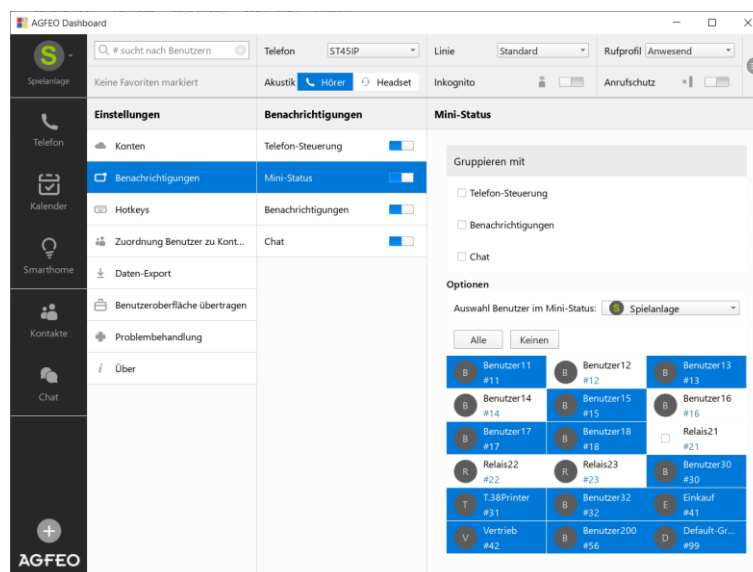 AGFEO Dashboard
S
Spielanlage
# sucht nach Benutzern
Keine Favoriten markiert
Telefon
ST45IP
Akustik
Hörer
Headset
Linie
Standard
Inkognito
Rufprofil
Anwesend
Anrufschutz
Telefon
Kalender
Smarthome
Kontakte
Chat
AGFEO
Einstellungen
Konten
Benachrichtigungen
Hotkeys
Zuordnung Benutzer zu Kont...
Daten-Export
Benutzeroberfläche übertragen
Problembehandlung
i Über
Benachrichtigungen
Telefon-Steuerung
Mini-Status
Benachrichtigungen
Chat
Mini-Status
Gruppieren mit
Telefon-Steuerung
Benachrichtigungen
Chat
Optionen
Auswahl Benutzer im Mini-Status:
S Spielanlage
Alle
Keinen
B Benutzer11
#11
B Benutzer12
#12
B Benutzer13
#13
B Benutzer14
#14
B Benutzer15
#15
B Benutzer16
#16
B Benutzer17
#17
B Benutzer18
#18
Relais21
#21
R Relais22
#22
R Relais23
#23
B Benutzer30
#30
T T.38Printer
#31
B Benutzer32
#32
E Einkauf
#41
V Vertrieb
#42
B Benutzer200
#56
D Default-Gr...
#99